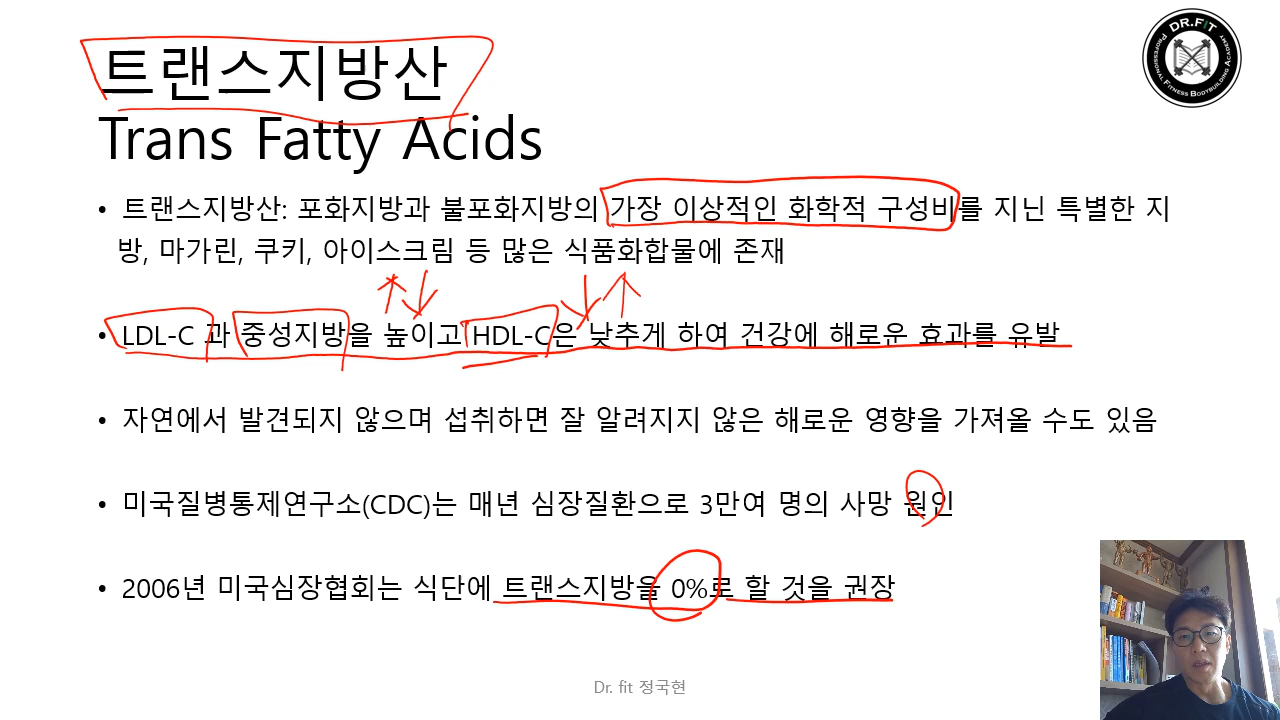 트랜스지방산
Trans Fatty Acids
DR.FIT
PROFESSIONAL FITNESS BODYBUILDING ACADEMY
• 트랜스지방산: 포화지방과 불포화지방의 가장 이상적인 화학적 구성비를 지닌 특별한 지
방, 마가린, 쿠키, 아이스크림 등 많은 식품화합물에 존재
• LDL-C 과 중성지방을 높이고 HDL-C은 낮추게 하여 건강에 해로운 효과를 유발
• 자연에서 발견되지 않으며 섭취하면 잘 알려지지 않은 해로운 영향을 가져올 수도 있음
• 미국질병통제연구소(CDC)는 매년 심장질환으로 3만여 명의 사망 원인
• 2006년 미국심장협회는 식단에 트랜스지방을 0%로 할 것을 권장
Dr. fit 정국현